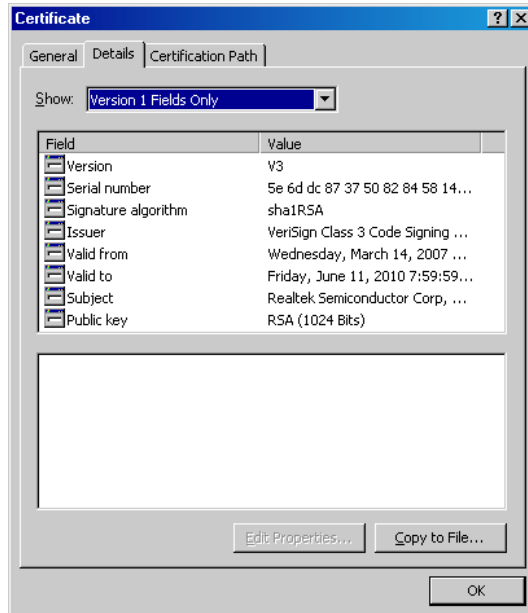 Certificate
General Details Certification Path
Show: Version 1 Fields Only
Field Value
Version V3
Serial number 5e 6d dc 87 37 50 82 84 58 14...
Signature algorithm sha1RSA
Issuer VeriSign Class 3 Code Signing ...
Valid from Wednesday, March 14, 2007 ...
Valid to Friday, June 11, 2010 7:59:59...
Subject Realtek Semiconductor Corp, ...
Public key RSA (1024 Bits)
Edit Properties... Copy to File...
OK